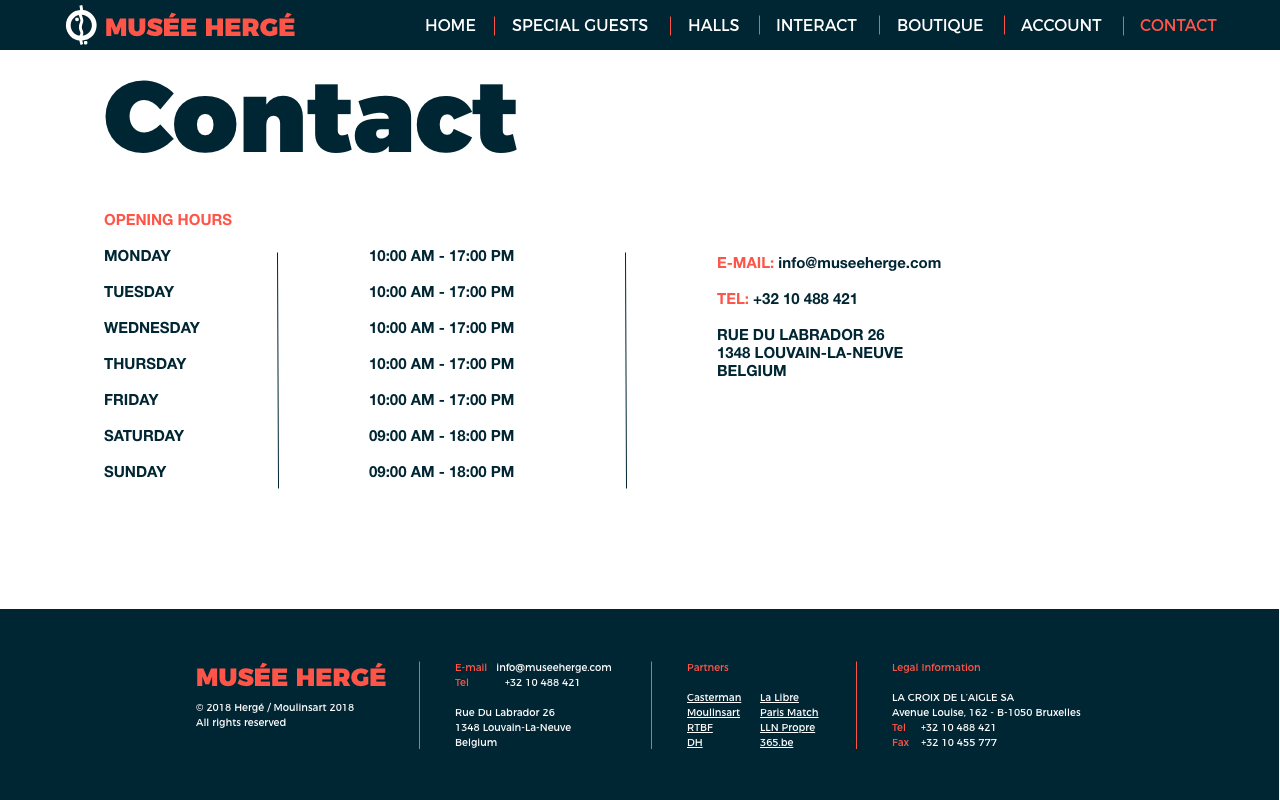 MUSÉE HERGÉ
HOME
SPECIAL GUESTS
HALLS
INTERACT
BOUTIQUE
ACCOUNT
CONTACT
Contact
OPENING HOURS
MONDAY 10:00 AM - 17:00 PM
TUESDAY 10:00 AM - 17:00 PM
WEDNESDAY 10:00 AM - 17:00 PM
THURSDAY 10:00 AM - 17:00 PM
FRIDAY 10:00 AM - 17:00 PM
SATURDAY 09:00 AM - 18:00 PM
SUNDAY 09:00 AM - 18:00 PM
E-MAIL: info@museeherge.com
TEL: +32 10 488 421
RUE DU LABRADOR 26
1348 LOUVAIN-LA-NEUVE
BELGIUM
MUSÉE HERGÉ
© 2018 Hergé / Moulinsart 2018
All rights reserved
E-mail info@museeherge.com
Tel +32 10 488 421
Rue Du Labrador 26
1348 Louvain-La-Neuve
Belgium
Partners
Casterman La Libre
Moulinsart Paris Match
RTBF LLN Propre
DH 365.be
Legal Information
LA CROIX DE L'AIGLE SA
Avenue Louise, 162 - B-1050 Bruxelles
Tel +32 10 488 421
Fax +32 10 455 777